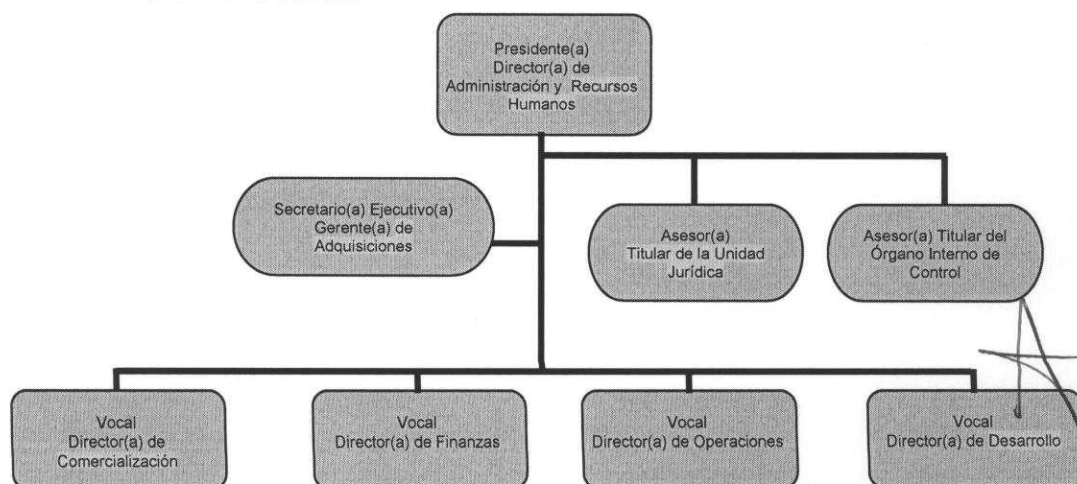 Presidente(a)
Director(a) de
Administración y Recursos
Humanos
Secretario(a) Ejecutivo(a)
Gerente(a) de
Adquisiciones
Asesor(a)
Titular de la Unidad
Jurídica
Asesor(a) Titular del
Órgano Interno de
Control
Vocal
Director(a) de
Comercialización
Vocal
Director(a) de Finanzas
Vocal
Director(a) de Operaciones
Vocal
Director(a) de Desarrollo